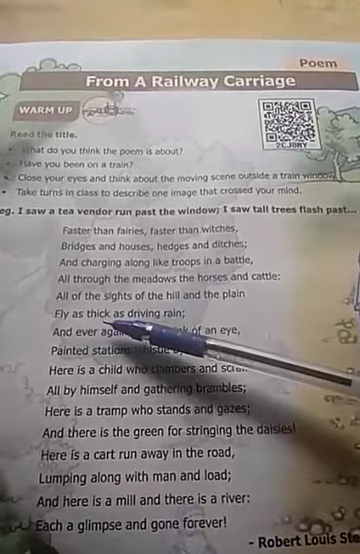 Poem
From A Railway Carriage
WARM UP
2CJ8NY
Read the title.
What do you think the poem is about?
Have you been on a train?
• Close your eyes and think about the moving scene outside a train window.
• Take turns in class to describe one image that crossed your mind.
eg. I saw a tea vendor run past the window; I saw tall trees flash past...
Faster than fairies, faster than witches,
Bridges and houses, hedges and ditches;
And charging along like troops in a battle,
All through the meadows the horses and cattle:
All of the sights of the hill and the plain
Fly as thick as driving rain;
And ever of an eye,
Painted stations
Here is a child who clambers and
All by himself and gathering brambles;
Here is a tramp who stands and gazes;
And there is the green for stringing the daisies!
Here is a cart run away in the road,
Lumping along with man and load;
And here is a mill and there is a river:
Each a glimpse and gone forever!
- Robert Louis